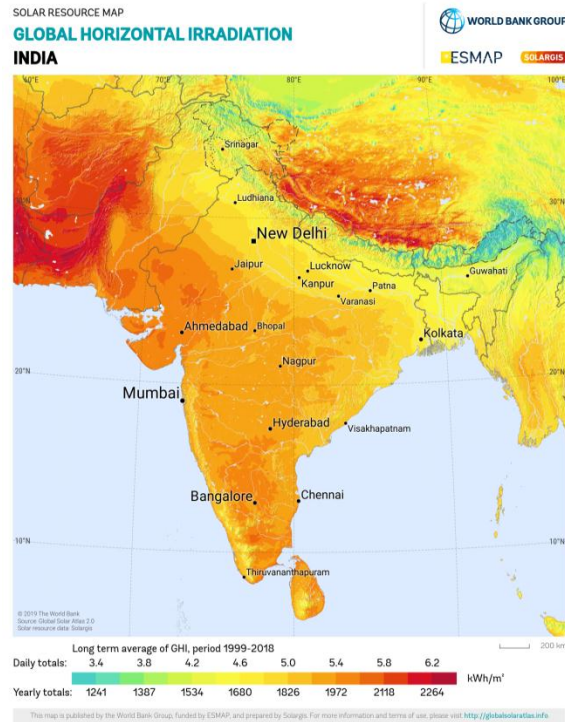 SOLAR RESOURCE MAP
GLOBAL HORIZONTAL IRRADIATION
INDIA
WORLD BANK GROUP
ESMAP
SOLARGIS
80°E
90°E
100°E
Srinagar
Ludhiana
30°N
New Delhi
Jaipur
Lucknow
Kanpur
Patna
Varanasi
Guwahati
Ahmedabad
Bhopal
Kolkata
Nagpur
20°N
20°N
Mumbai
Hyderabad
Visakhapatnam
Bangalore
Chennai
10°N
10°N
Thiruvananthapuram
© 2019 The World Bank
Source: Global Solar Atlas 2.0
Solar resource data: Solargis
Long term average of GHI, period 1999-2018
200 km
Daily totals: 3.4 3.8 4.2 4.6 5.0 5.4 5.8 6.2
kWh/m²
Yearly totals: 1241 1387 1534 1680 1826 1972 2118 2264
This map is published by the World Bank Group, funded by ESMAP, and prepared by Solargis. For more information and terms of use, please visit http://globalsolaratlas.info.